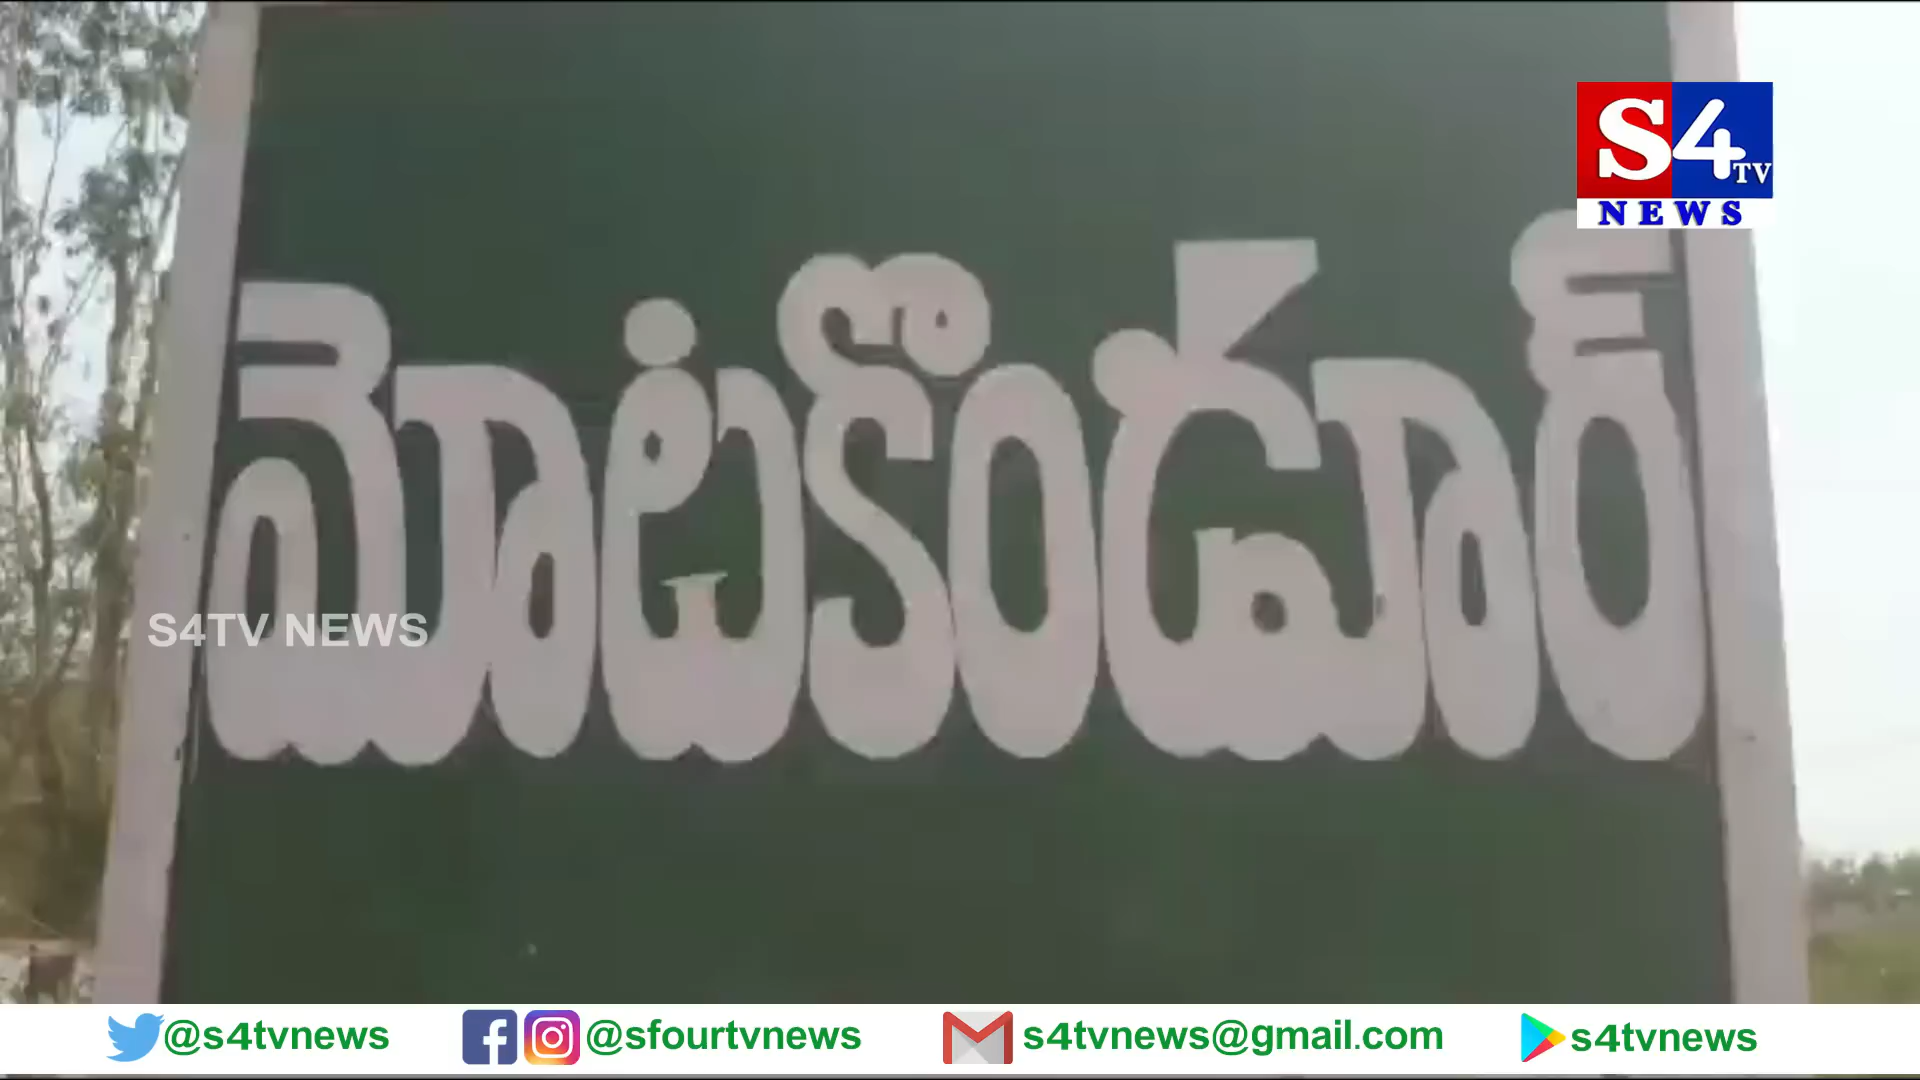 S4 TV
NEWS
మోటకొండూర్
S4TV NEWS
@s4tvnews @sfourtvnews s4tvnews@gmail.com s4tvnews